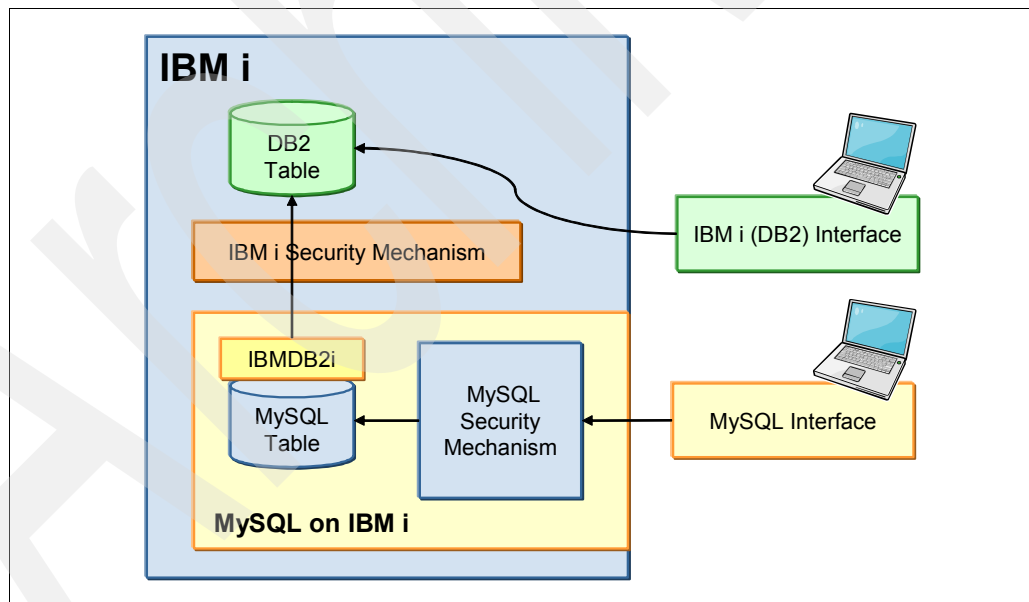 IBM i
DB2
Table
IBM i Security Mechanism
IBM i (DB2) Interface
IBMDB2i
MySQL
Table
MySQL
Security
Mechanism
MySQL Interface
MySQL on IBM i